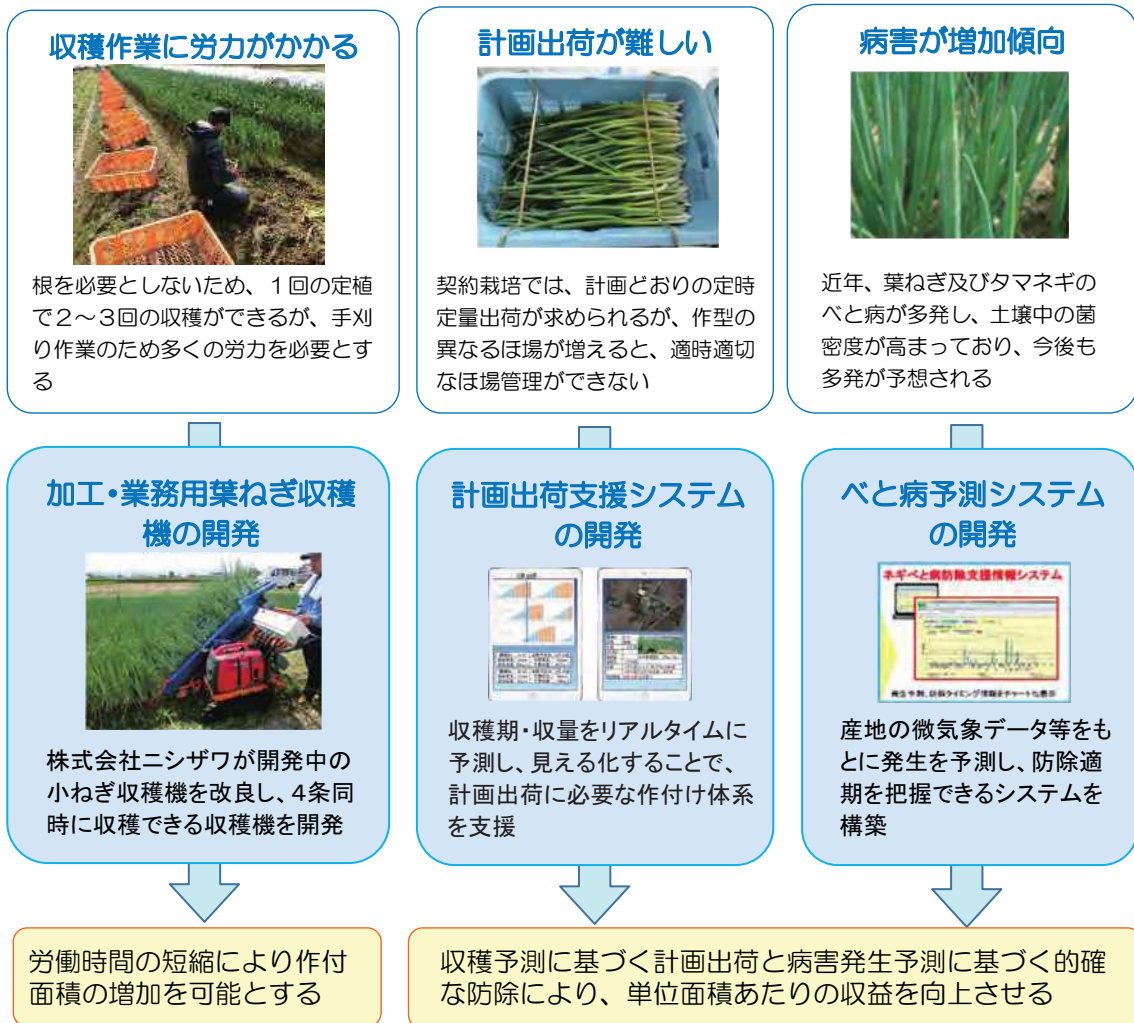 収穫作業に労力がかかる
根を必要としないため、１回の定植
で２～３回の収穫ができるが、手刈
り作業のため多くの労力を必要とす
る
計画出荷が難しい
契約栽培では、計画どおりの定時
定量出荷が求められるが、作型の
異なるほ場が増えると、適時適切
なほ場管理ができない
病害が増加傾向
近年、葉ねぎ及びタマネギの
べと病が多発し、土壌中の菌
密度が高まっており、今後も
多発が予想される
加工・業務用葉ねぎ収穫
機の開発
株式会社ニシザワが開発中の
小ねぎ収穫機を改良し、４条同
時に収穫できる収穫機を開発
計画出荷支援システム
の開発
収穫期・収量をリアルタイムに
予測し、見える化することで、
計画出荷に必要な作付け体系
を支援
べと病予測システム
の開発
ネギべと病防除支援情報システム
発生予測、防除タイミング情報をチャート化表示
産地の微気象データ等をも
とに発生を予測し、防除適
期を把握できるシステムを
構築
労働時間の短縮により作付
面積の増加を可能とする
収穫予測に基づく計画出荷と病害発生予測に基づく的確
な防除により、単位面積あたりの収益を向上させる